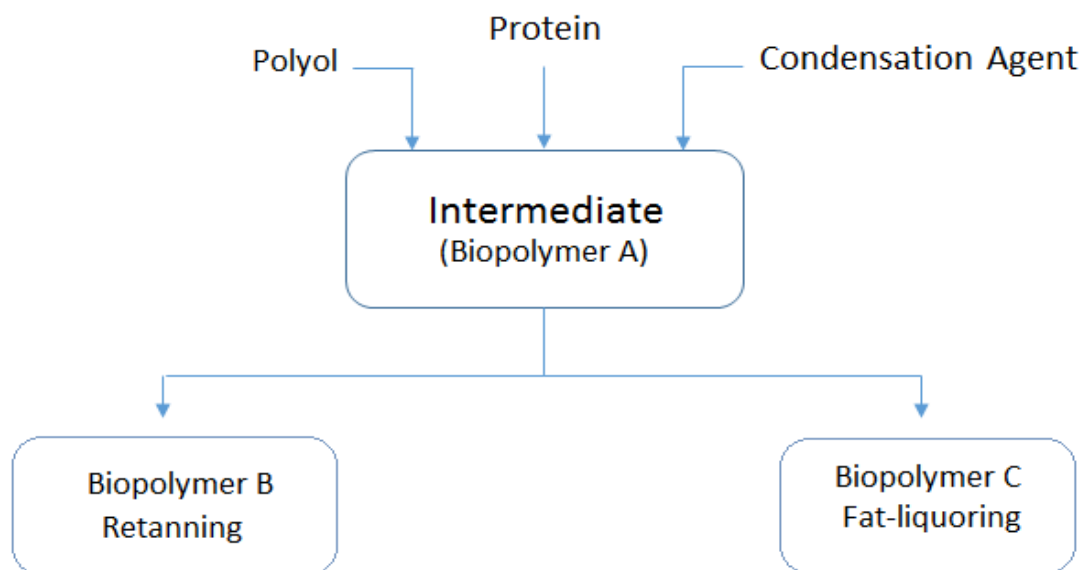 Protein
Polyol
Condensation Agent
Intermediate
(Biopolymer A)
Biopolymer B
Retanning
Biopolymer C
Fat-liquoring